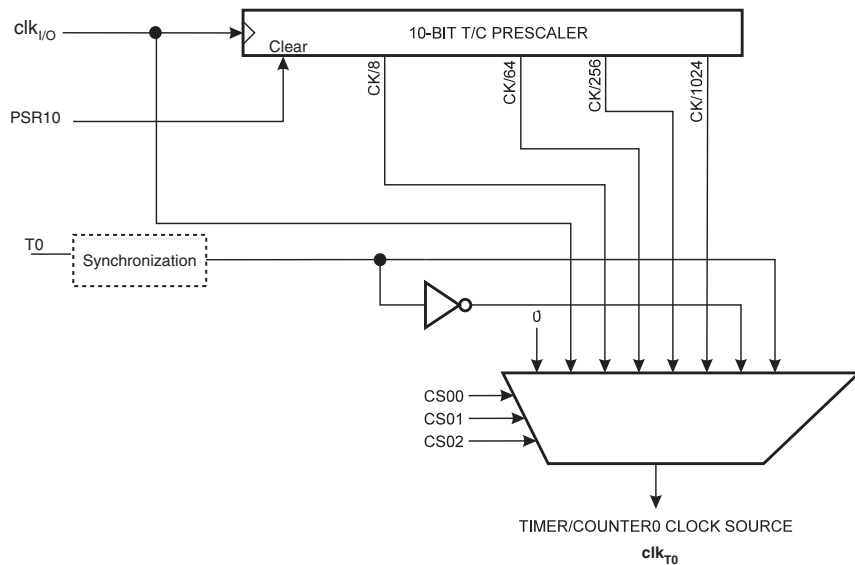 clkI/O
10-BIT T/C PRESCALER
Clear
CK/8
CK/64
CK/256
CK/1024
PSR10
T0
Synchronization
0
CS00
CS01
CS02
TIMER/COUNTER0 CLOCK SOURCE
clkT0